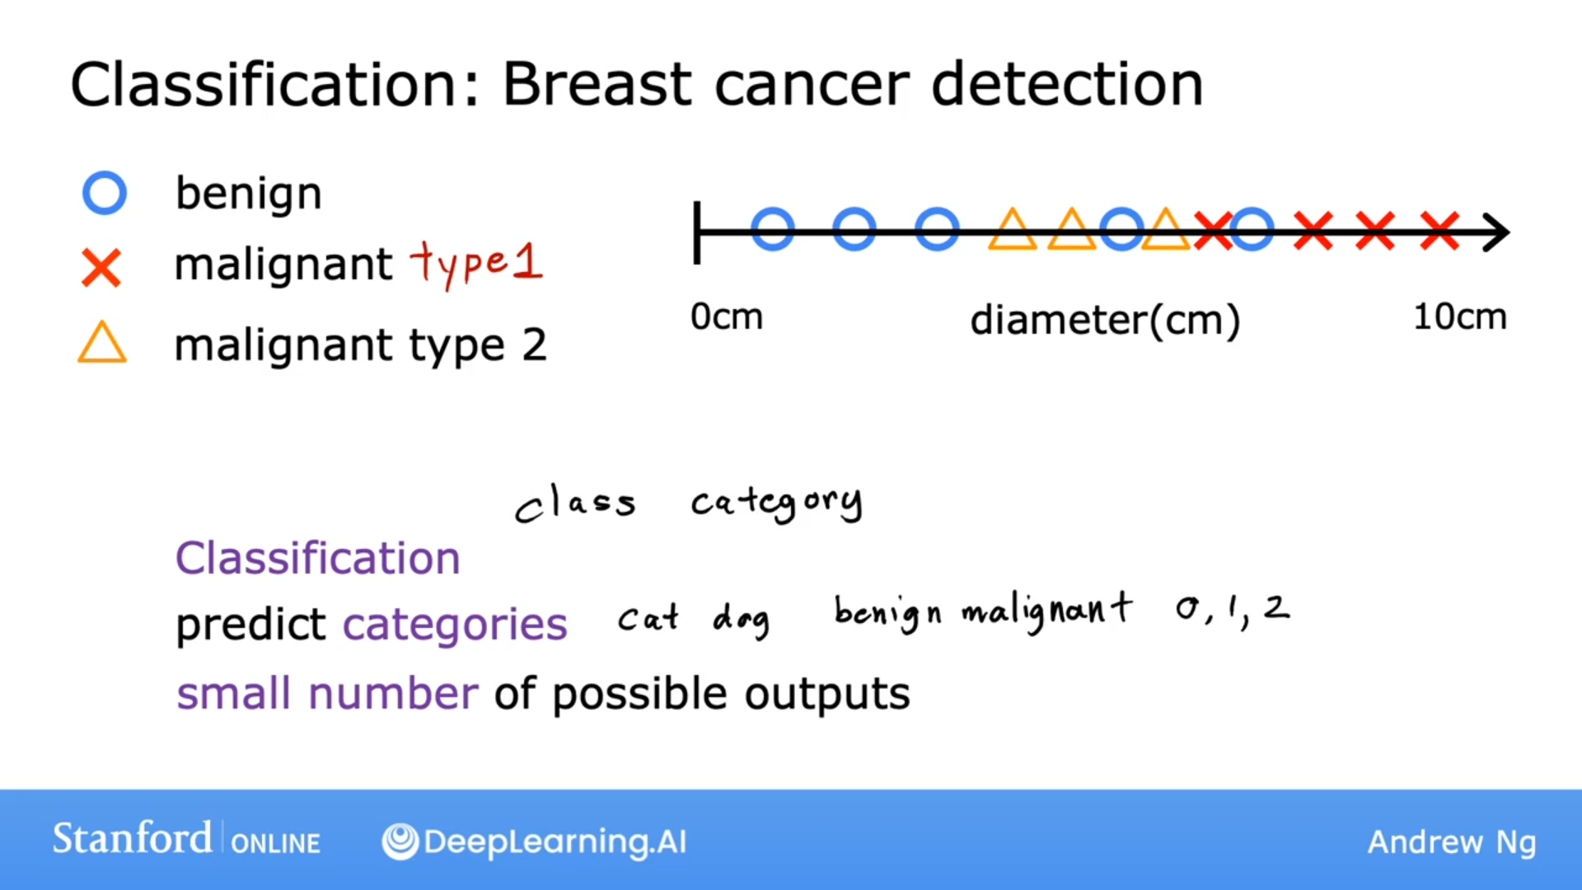 Classification: Breast cancer detection
benign
malignant type1
malignant type 2
0cm diameter(cm) 10cm
class category
Classification
predict categories cat dog benign malignant 0, 1, 2
small number of possible outputs
Stanford ONLINE DeepLearning.AI Andrew Ng